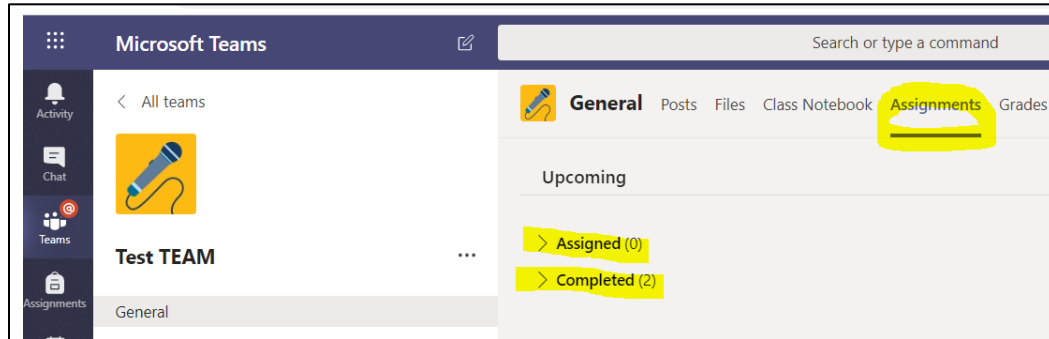 Microsoft Teams
Search or type a command
Activity
Chat
Teams
Assignments
All teams
Test TEAM
General
General Posts Files Class Notebook Assignments Grades
Upcoming
Assigned (0)
Completed (2)